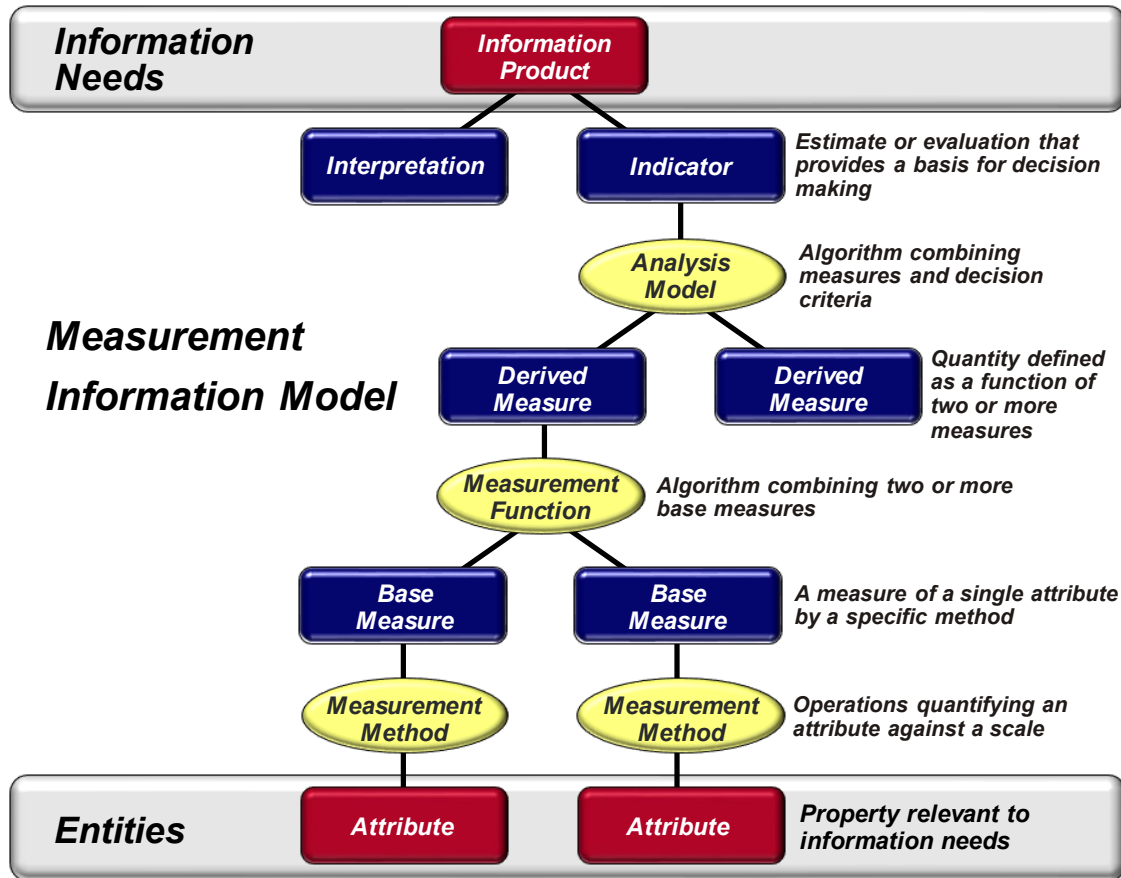 Information
Needs
Information
Product
Interpretation
Indicator
Estimate or evaluation that
provides a basis for decision
making
Analysis
Model
Algorithm combining
measures and decision
criteria
Measurement
Information Model
Derived
Measure
Derived
Measure
Quantity defined
as a function of
two or more
measures
Measurement
Function
Algorithm combining two or more
base measures
Base
Measure
Base
Measure
A measure of a single attribute
by a specific method
Measurement
Method
Measurement
Method
Operations quantifying an
attribute against a scale
Entities
Attribute
Attribute
Property relevant to
information needs